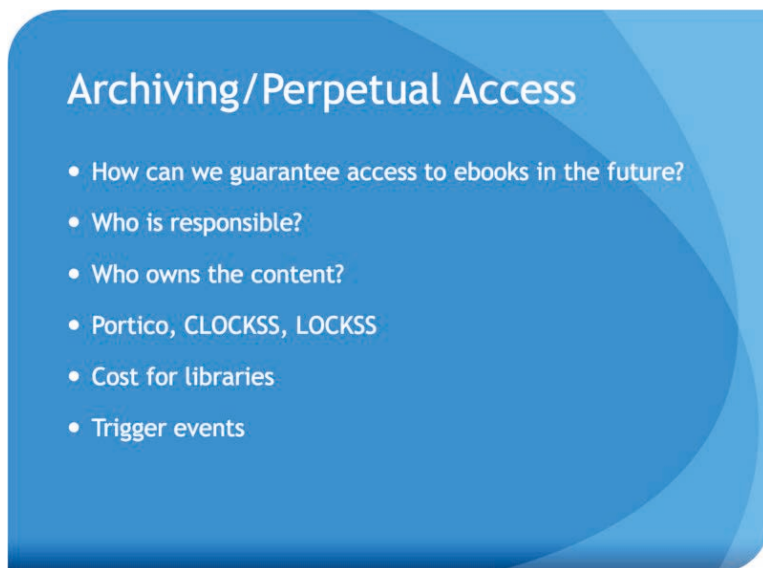 Archiving/Perpetual Access
• How can we guarantee access to ebooks in the future?
• Who is responsible?
• Who owns the content?
• Portico, CLOCKSS, LOCKSS
• Cost for libraries
• Trigger events